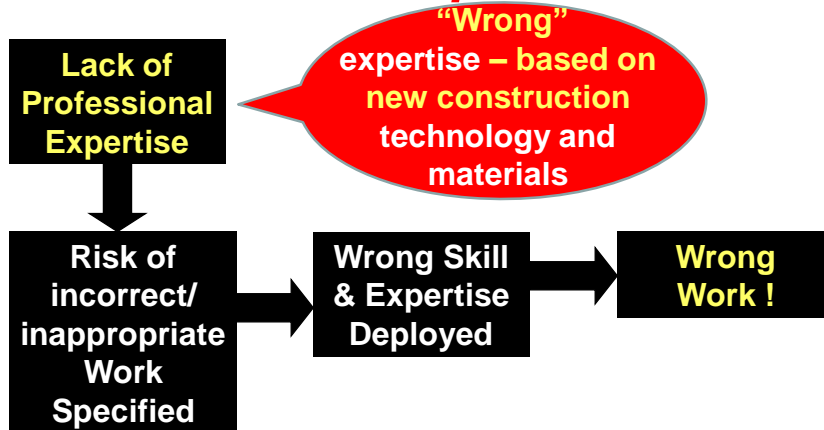 Lack of
Professional
Expertise
“Wrong”
expertise – based on
new construction
technology and
materials
Risk of
incorrect/
inappropriate
Work
Specified
Wrong Skill
& Expertise
Deployed
Wrong
Work !